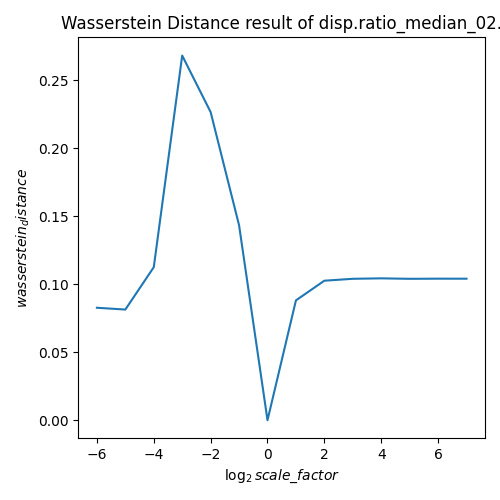 Wasserstein Distance result of disp.ratio_median_02.
0.25
0.20
0.15
0.10
0.05
0.00
wasserstein_distance
−6 −4 −2 0 2 4 6
log₂ scale_factor